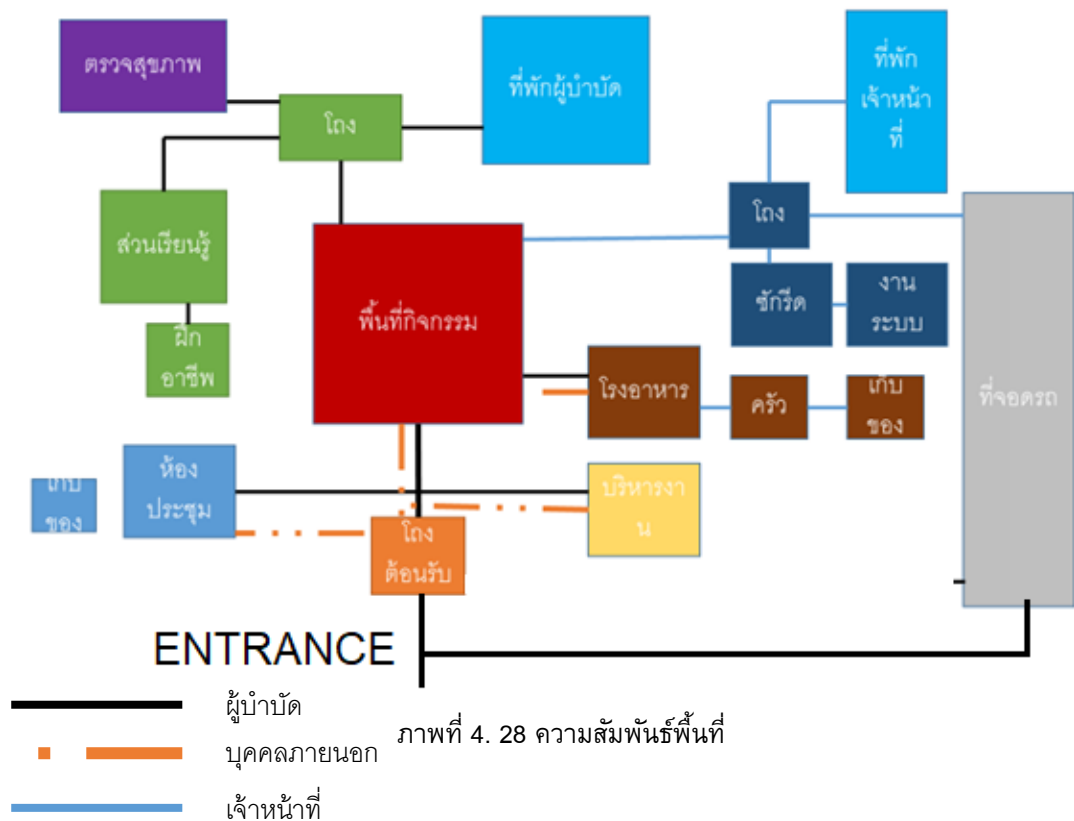 ตรวจสุขภาพ
โถง
ที่พักผู้บำบัด
ที่พัก
เจ้าหน้า
ที่
โถง
ส่วนเรียนรู้
พื้นที่กิจกรรม
ซักรีด
งาน
ระบบ
ฝึก
อาชีพ
โรงอาหาร
ครัว
เก็บ
ของ
ที่จอดรถ
เก็บ
ของ
ห้อง
ประชุม
บริหารงา
น
โถง
ต้อนรับ
ENTRANCE
ผู้บำบัด
ภาพที่ 4. 28 ความสัมพันธ์พื้นที่
บุคคลภายนอก
เจ้าหน้าที่